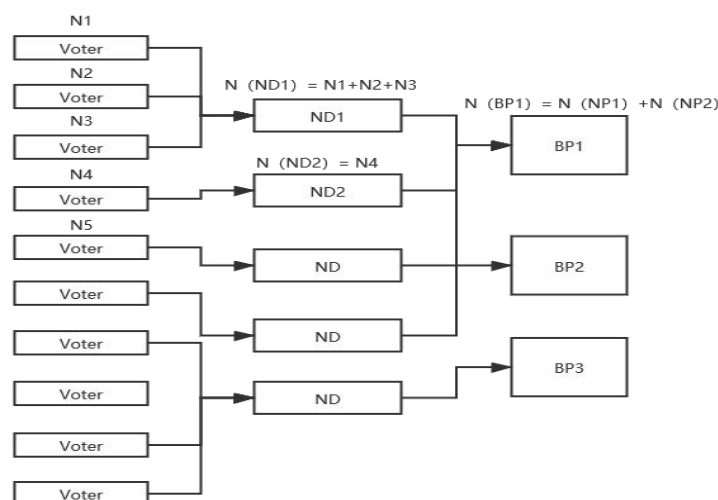 N1
Voter
N2
Voter
N3
Voter
N4
Voter
N5
Voter
Voter
Voter
Voter
Voter
Voter
N (ND1) = N1+N2+N3
ND1
N (ND2) = N4
ND2
ND
ND
ND
N (BP1) = N (NP1) +N (NP2)
BP1
BP2
BP3